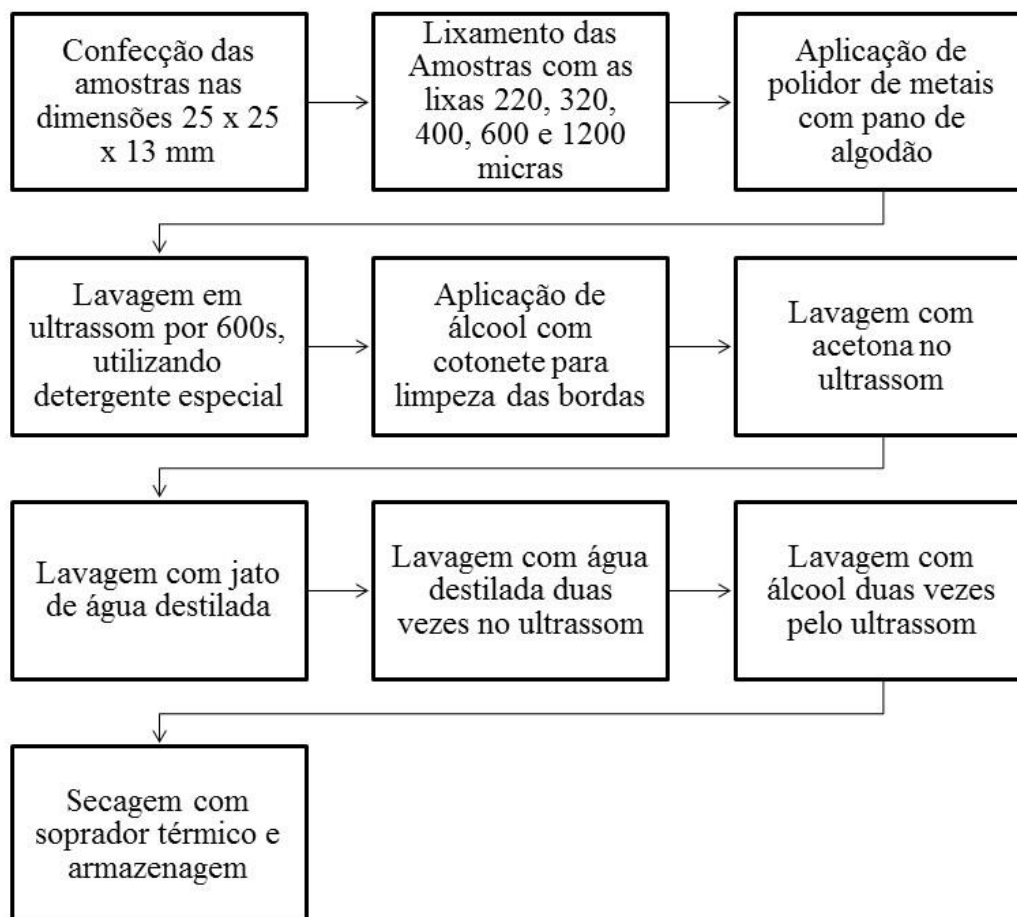 Confecção das
amostras nas
dimensões 25 x 25
x 13 mm
Lixamento das
Amostras com as
lixas 220, 320,
400, 600 e 1200
micras
Aplicação de
polidor de metais
com pano de
algodão
Lavagem em
ultrassom por 600s,
utilizando
detergente especial
Aplicação de
álcool com
cotonete para
limpeza das bordas
Lavagem com
acetona no
ultrassom
Lavagem com jato
de água destilada
Lavagem com água
destilada duas
vezes no ultrassom
Lavagem com
álcool duas vezes
pelo ultrassom
Secagem com
soprador térmico e
armazenagem